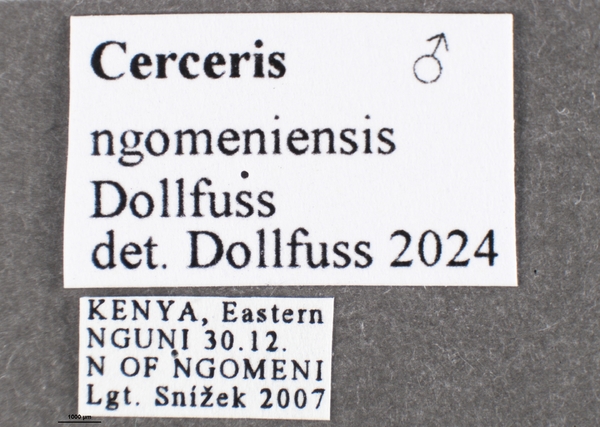 Cerceris ♂
ngomeniensis
Dollfuss
det. Dollfuss 2024
KENYA, Eastern
NGUNI 30.12.
N OF NGOMENI
Lgt. Snížek 2007
1000 µm